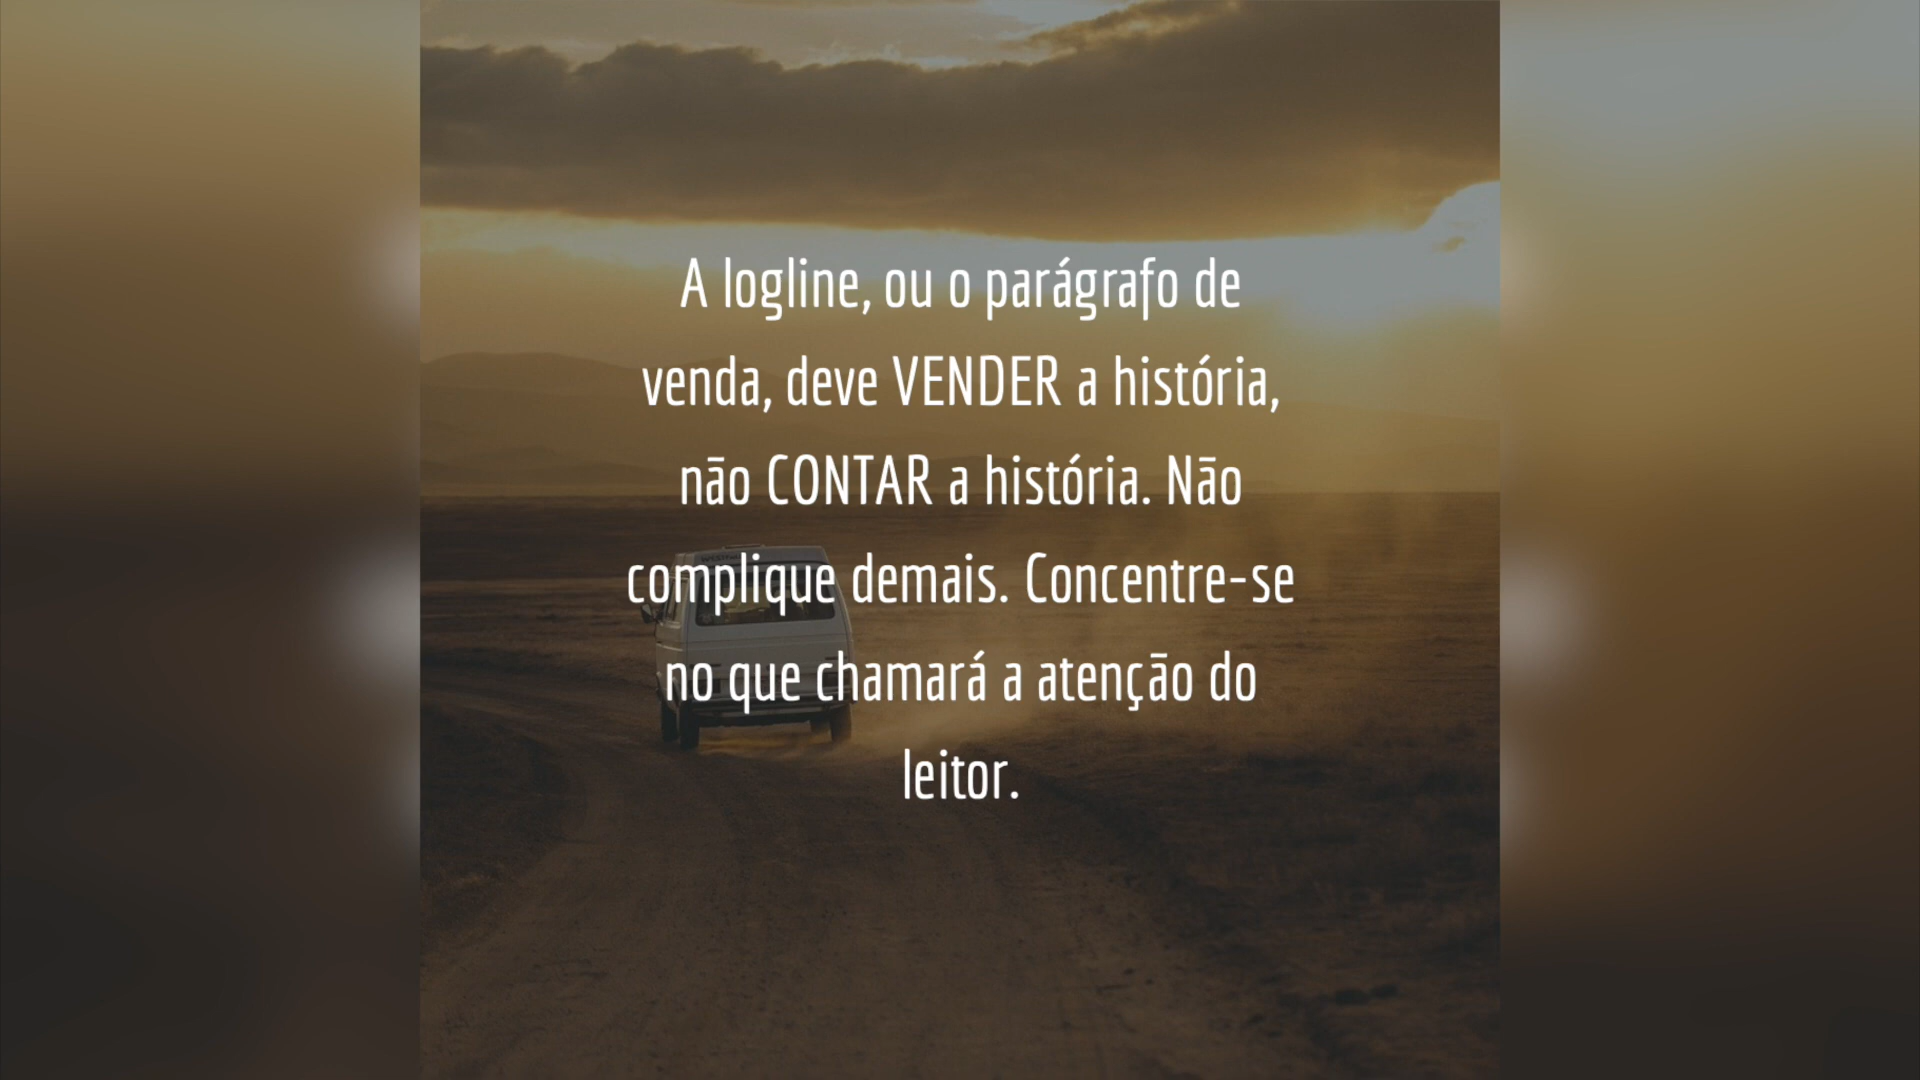 A logline, ou o parágrafo de
venda, deve VENDER a história,
não CONTAR a história. Não
complique demais. Concentre-se
no que chamará a atenção do
leitor.